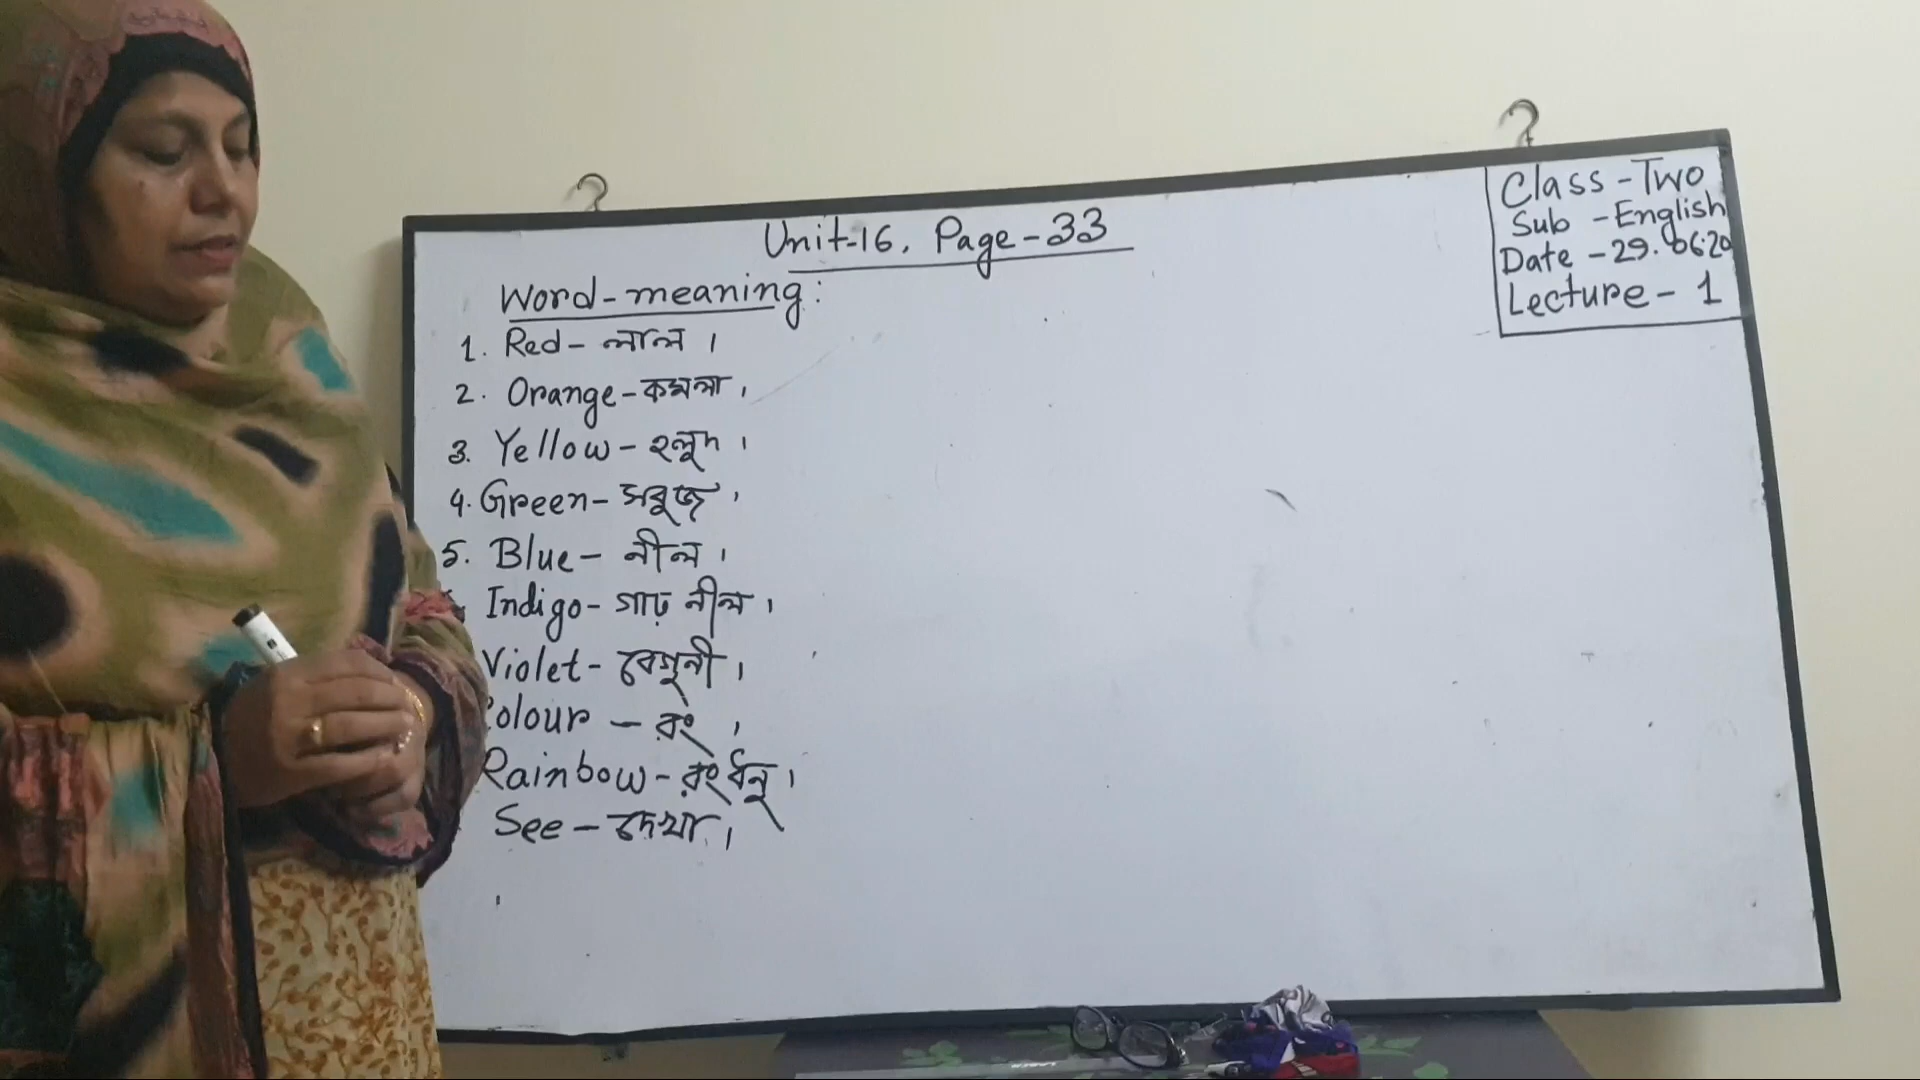 Unit-16, Page-33
Class-Two
Sub -English
Date -29.06.20
Lecture-1
Word-meaning:
1. Red- লাল।
2. Orange-কমলা।
3. Yellow- হলুদ।
4. Green- সবুজ।
5. Blue- নীল।
Indigo- গাঢ় নীল।
Violet- বেগুনী।
Colour - রং।
Rainbow-রংধনু।
See- দেখা।